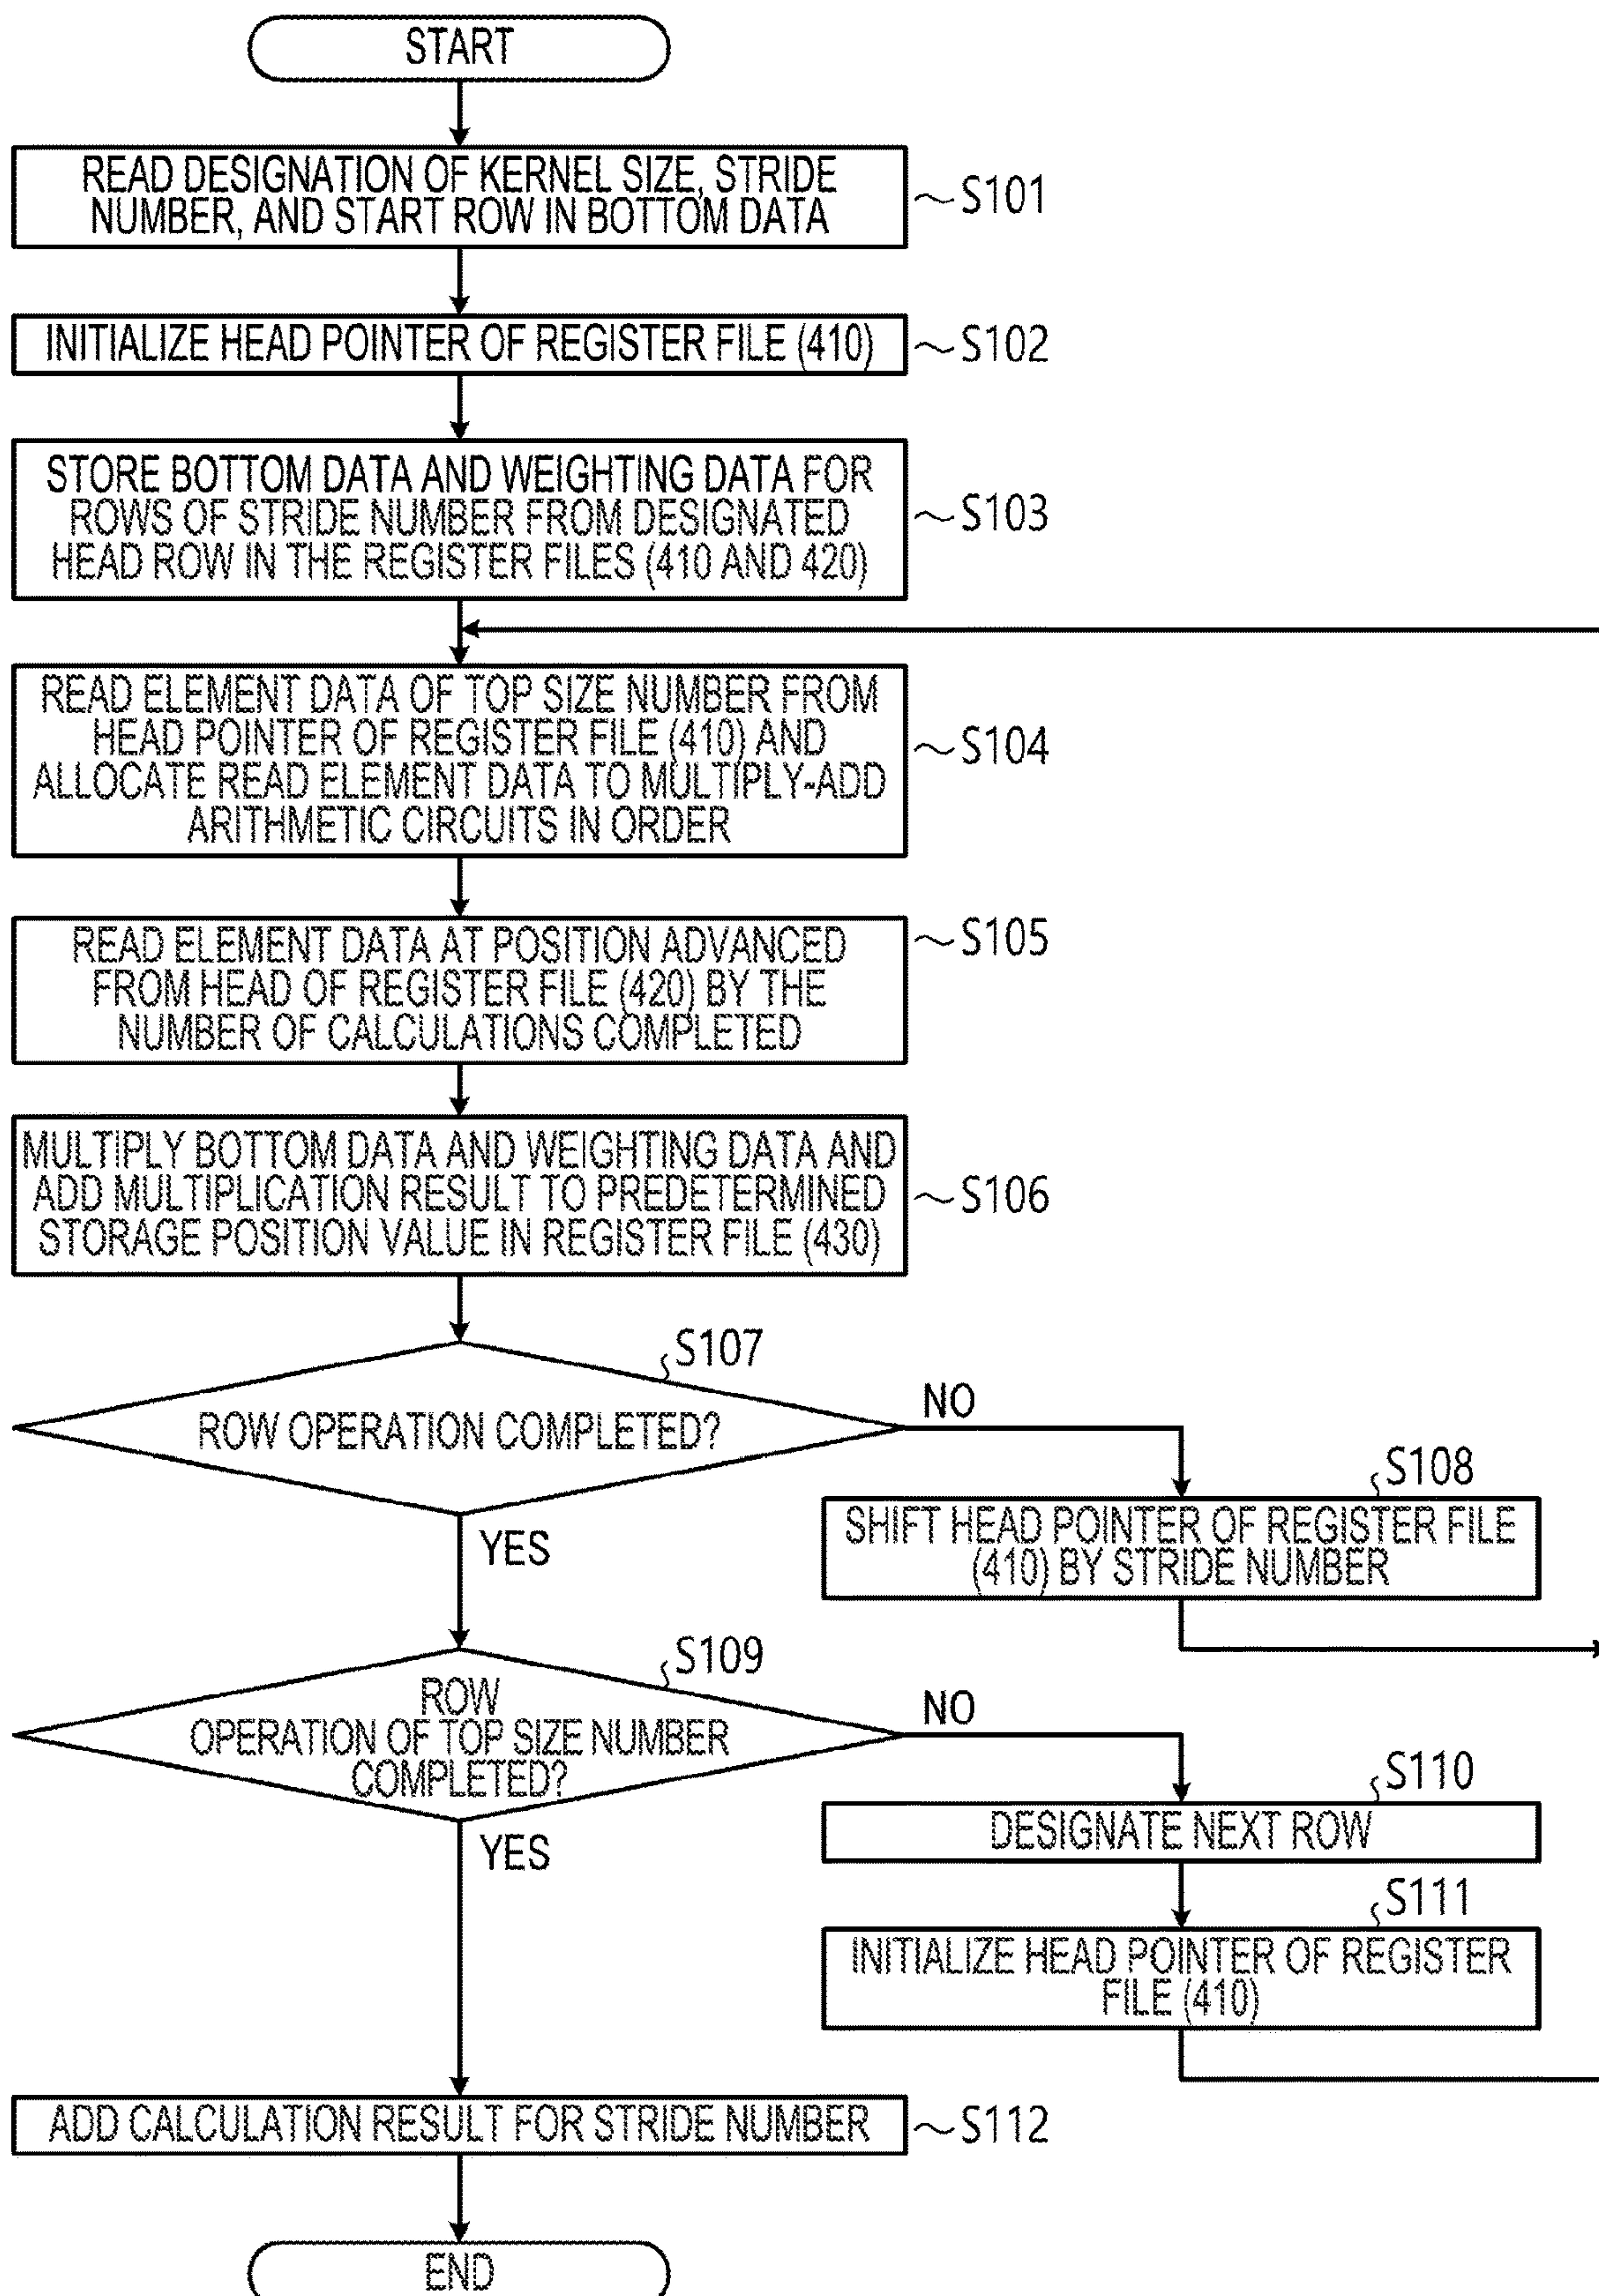 START
READ DESIGNATION OF KERNEL SIZE, STRIDE
NUMBER, AND START ROW IN BOTTOM DATA
S101
INITIALIZE HEAD POINTER OF REGISTER FILE (410)
S102
STORE BOTTOM DATA AND WEIGHTING DATA FOR
ROWS OF STRIDE NUMBER FROM DESIGNATED
HEAD ROW IN THE REGISTER FILES (410 AND 420)
S103
READ ELEMENT DATA OF TOP SIZE NUMBER FROM
HEAD POINTER OF REGISTER FILE (410) AND
ALLOCATE READ ELEMENT DATA TO MULTIPLY-ADD
ARITHMETIC CIRCUITS IN ORDER
S104
READ ELEMENT DATA AT POSITION ADVANCED
FROM HEAD OF REGISTER FILE (420) BY THE
NUMBER OF CALCULATIONS COMPLETED
S105
MULTIPLY BOTTOM DATA AND WEIGHTING DATA AND
ADD MULTIPLICATION RESULT TO PREDETERMINED
STORAGE POSITION VALUE IN REGISTER FILE (430)
S106
S107
ROW OPERATION COMPLETED?
NO
YES
S108
SHIFT HEAD POINTER OF REGISTER FILE
(410) BY STRIDE NUMBER
S109
ROW
OPERATION OF TOP SIZE NUMBER
COMPLETED?
NO
YES
S110
DESIGNATE NEXT ROW
S111
INITIALIZE HEAD POINTER OF REGISTER
FILE (410)
ADD CALCULATION RESULT FOR STRIDE NUMBER
S112
END